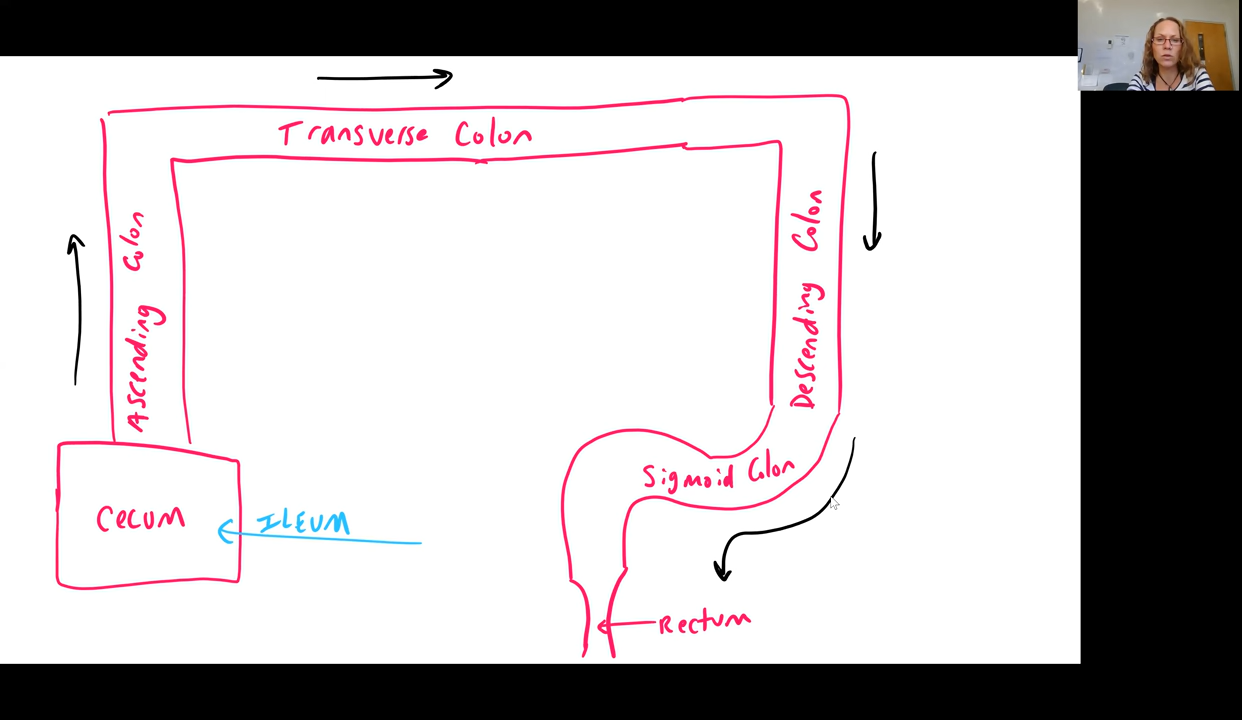 Transverse Colon
Ascending Colon
Descending Colon
Sigmoid Colon
Cecum
ILEUM
Rectum